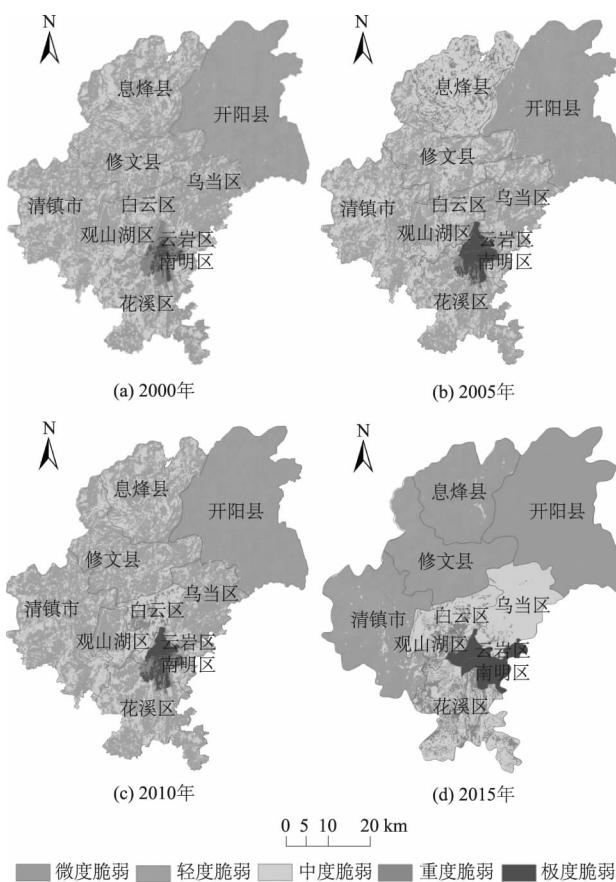 N
息烽县
开阳县
修文县
乌当区
清镇市
白云区
观山湖区
云岩区
南明区
花溪区
(a) 2000年
N
息烽县
开阳县
修文县
乌当区
清镇市
白云区
观山湖区
云岩区
南明区
花溪区
(b) 2005年
N
息烽县
开阳县
修文县
乌当区
清镇市
白云区
观山湖区
云岩区
南明区
花溪区
(c) 2010年
N
息烽县
开阳县
修文县
乌当区
清镇市
白云区
观山湖区
云岩区
南明区
花溪区
(d) 2015年
0 5 10 20 km
微度脆弱 轻度脆弱 中度脆弱 重度脆弱 极度脆弱